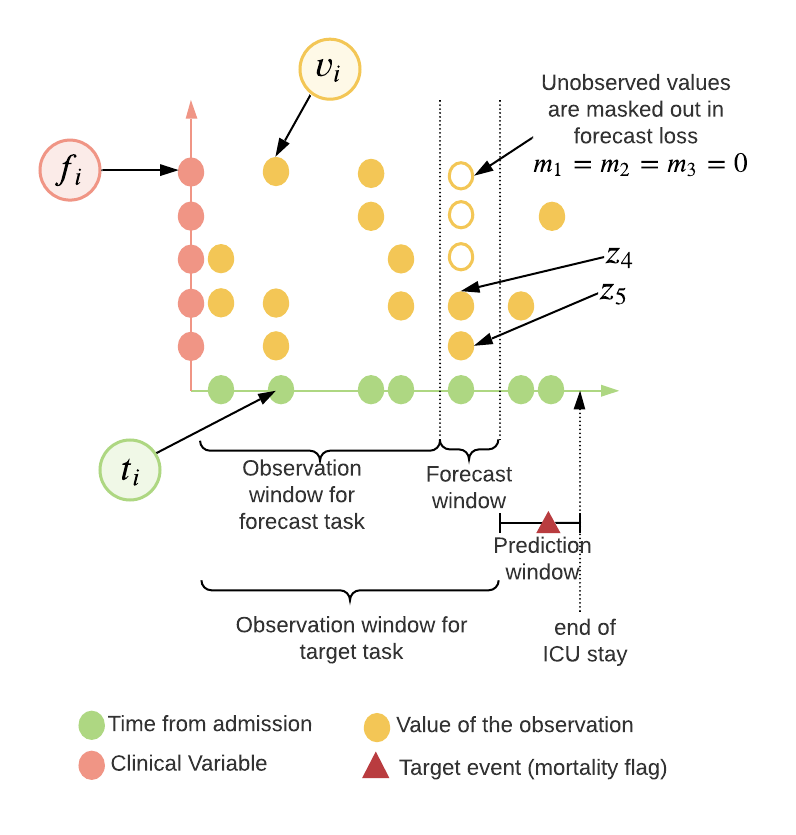 v_i
Unobserved values
are masked out in
forecast loss
m_1 = m_2 = m_3 = 0
f_i
z_4
z_5
t_i
Observation
window for
forecast task
Forecast
window
Prediction
window
Observation window for
target task
end of
ICU stay
Time from admission
Value of the observation
Clinical Variable
Target event (mortality flag)